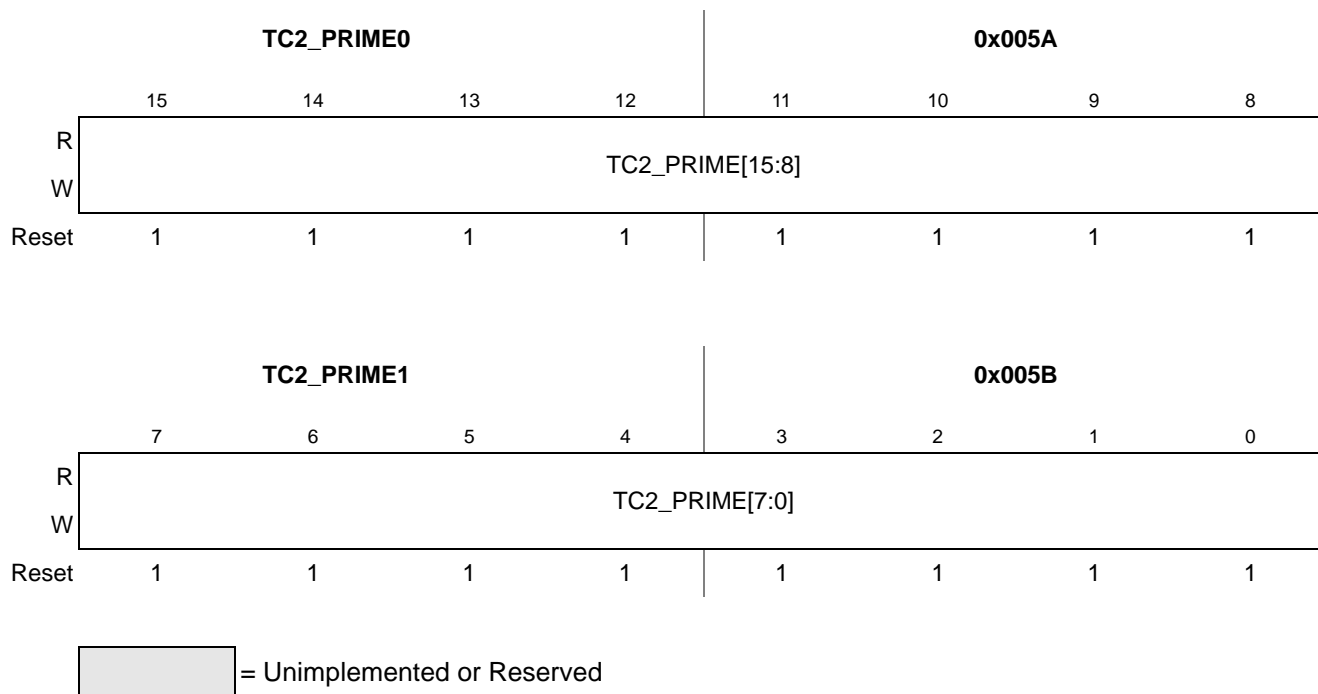 TC2_PRIME0 0x005A
15 14 13 12 11 10 9 8
R
TC2_PRIME[15:8]
W
Reset 1 1 1 1 1 1 1 1
TC2_PRIME1 0x005B
7 6 5 4 3 2 1 0
R
TC2_PRIME[7:0]
W
Reset 1 1 1 1 1 1 1 1
= Unimplemented or Reserved